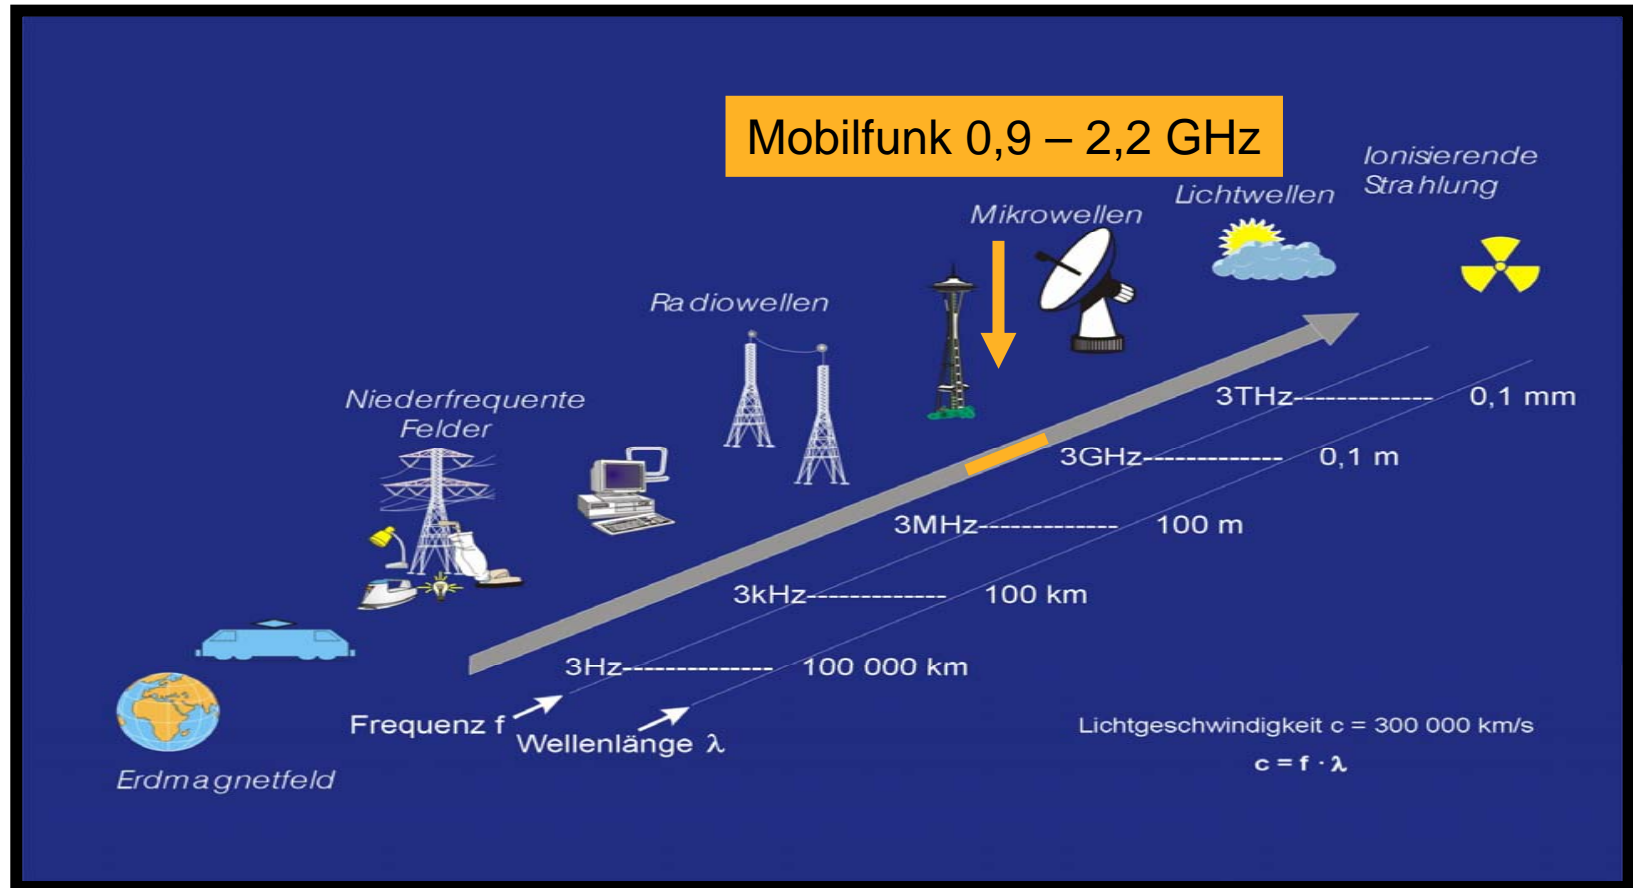 Mobilfunk 0,9 – 2,2 GHz
Ionisierende
Strahlung
Lichtwellen
Mikrowellen
Radiowellen
Niederfrequente
Felder
3THz------------- 0,1 mm
3GHz------------- 0,1 m
3MHz------------- 100 m
3kHz------------- 100 km
3Hz-------------- 100 000 km
Frequenz f
Wellenlänge λ
Lichtgeschwindigkeit c = 300 000 km/s
c = f · λ
Erdmagnetfeld